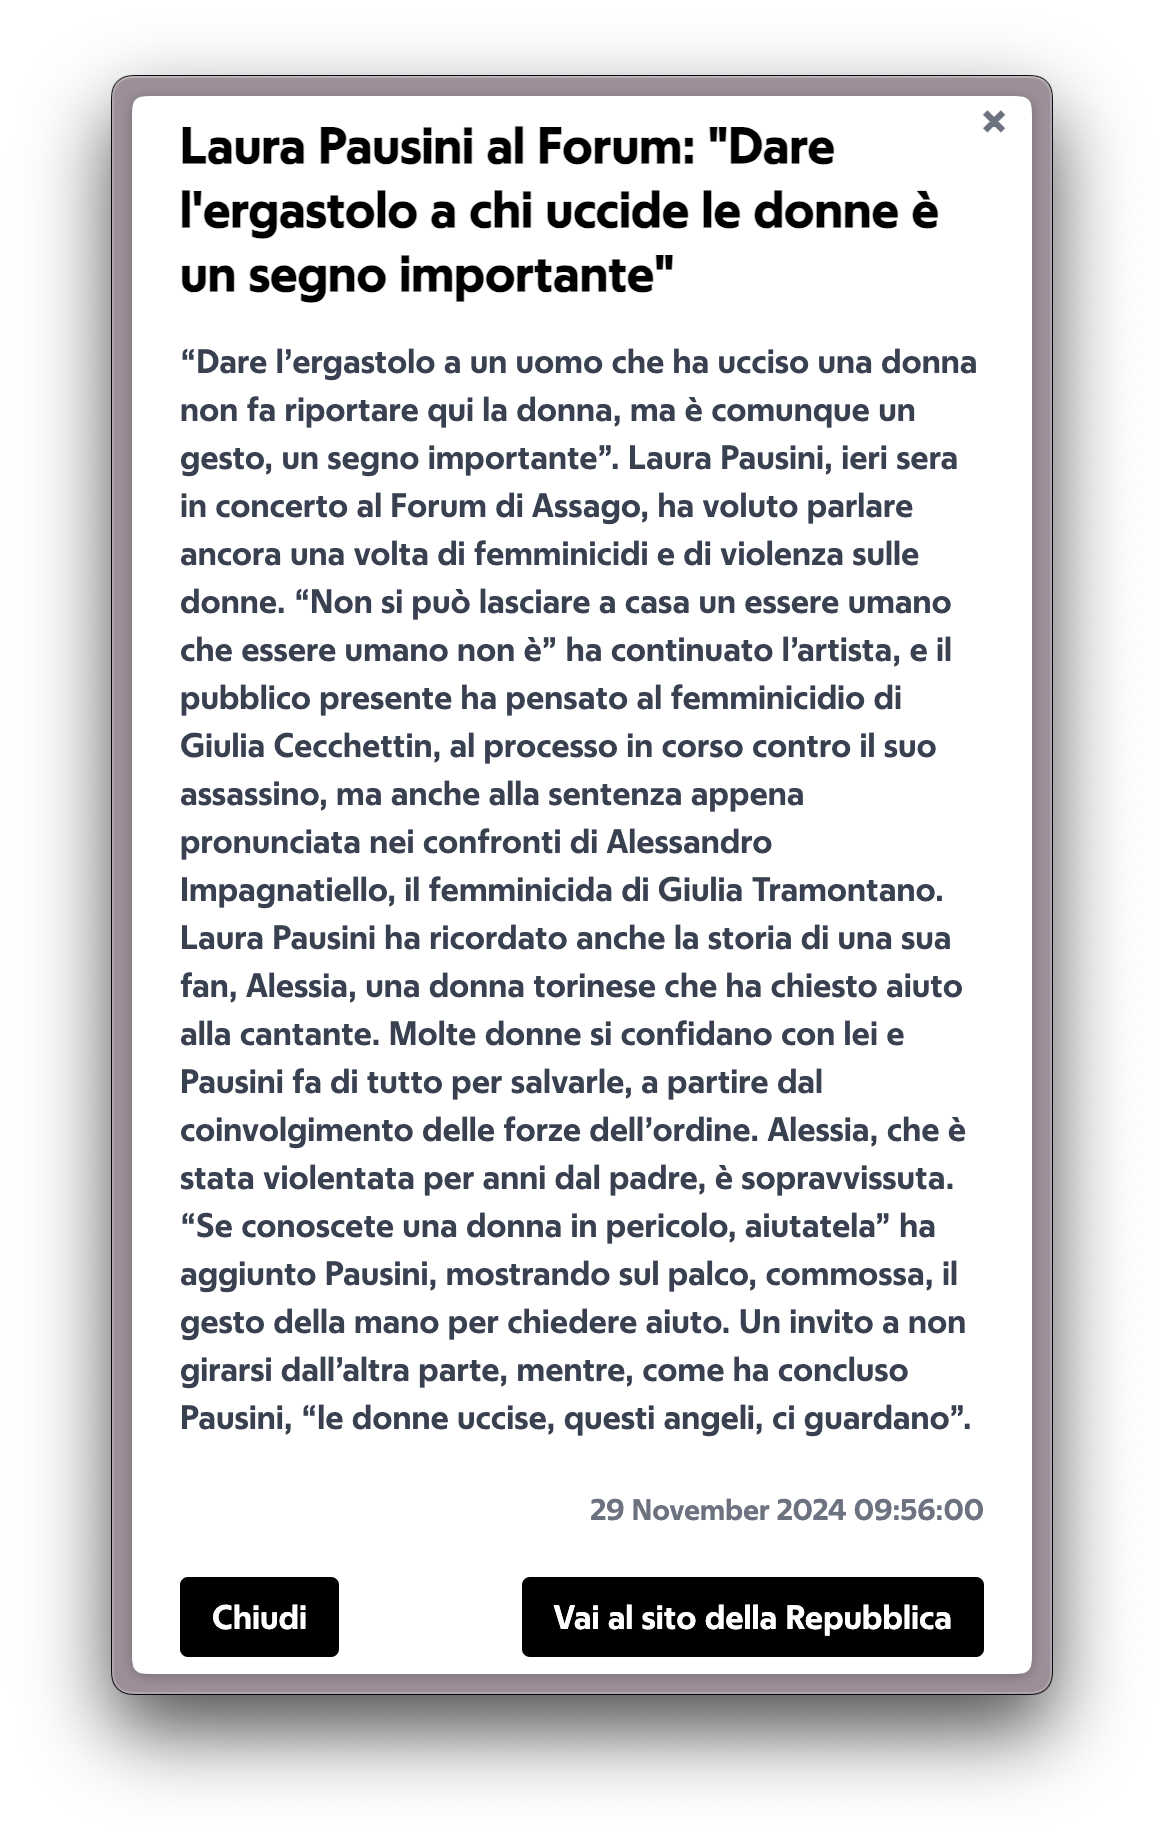 Laura Pausini al Forum: "Dare
l'ergastolo a chi uccide le donne è
un segno importante"
“Dare l’ergastolo a un uomo che ha ucciso una donna
non fa riportare qui la donna, ma è comunque un
gesto, un segno importante”. Laura Pausini, ieri sera
in concerto al Forum di Assago, ha voluto parlare
ancora una volta di femminicidi e di violenza sulle
donne. “Non si può lasciare a casa un essere umano
che essere umano non è” ha continuato l’artista, e il
pubblico presente ha pensato al femminicidio di
Giulia Cecchettin, al processo in corso contro il suo
assassino, ma anche alla sentenza appena
pronunciata nei confronti di Alessandro
Impagnatiello, il femminicida di Giulia Tramontano.
Laura Pausini ha ricordato anche la storia di una sua
fan, Alessia, una donna torinese che ha chiesto aiuto
alla cantante. Molte donne si confidano con lei e
Pausini fa di tutto per salvarle, a partire dal
coinvolgimento delle forze dell’ordine. Alessia, che è
stata violentata per anni dal padre, è sopravvissuta.
“Se conoscete una donna in pericolo, aiutatela” ha
aggiunto Pausini, mostrando sul palco, commossa, il
gesto della mano per chiedere aiuto. Un invito a non
girarsi dall’altra parte, mentre, come ha concluso
Pausini, “le donne uccise, questi angeli, ci guardano”.
29 November 2024 09:56:00
Chiudi
Vai al sito della Repubblica